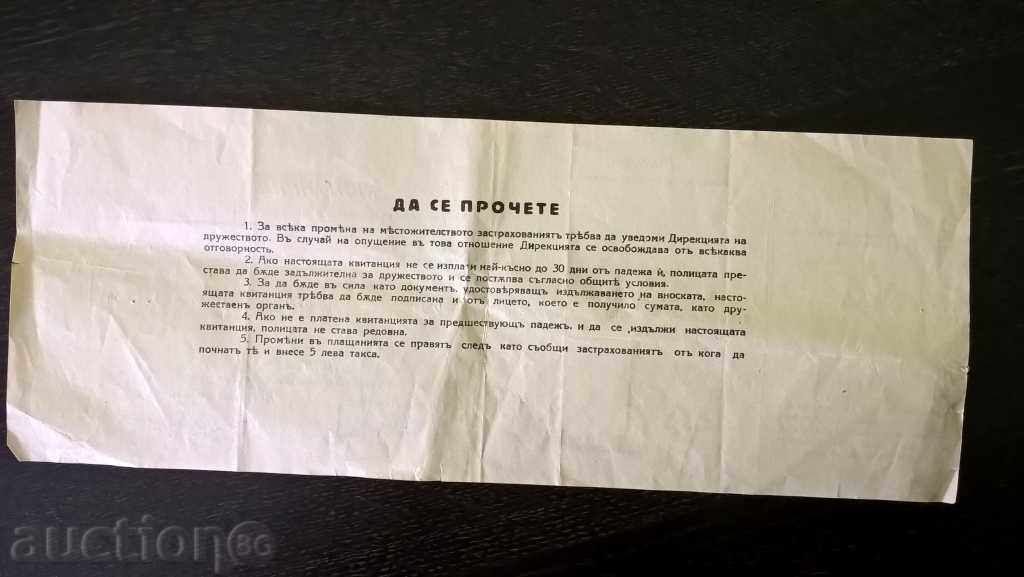 ДА СЕ ПРОЧЕТЕ
1. За всѣка промѣна на мѣстожителството застрахованиятъ трѣбва да уведоми Дирекцията на
дружеството. Въ случай на опущение въ това отношение Дирекцията се освобождава отъ всѣкаква
отговорность.
2. Ако настоящата квитанция не се изплати най-късно до 30 дни отъ падежа ѝ, полицата пре-
става да бѫде задължителна за дружеството и се постѫпва съгласно общитѣ условия.
3. За да бѫде въ сила като документъ, удостовѣряващъ издължаването на вноската, насто-
ящата квитанция трѣбва да бѫде подписана и отъ лицето, което е получило сумата, като дру-
жественъ органъ.
4. Ако не е платена квитанцията за предшествующъ падежъ, и да се издължи настоящата
квитанция, полицата не става редовна.
5. Промѣни въ плащанията се правятъ следъ като съобщи застрахованиятъ отъ кога да
почнатъ тѣ и внесе 5 лева такса.
auction BG